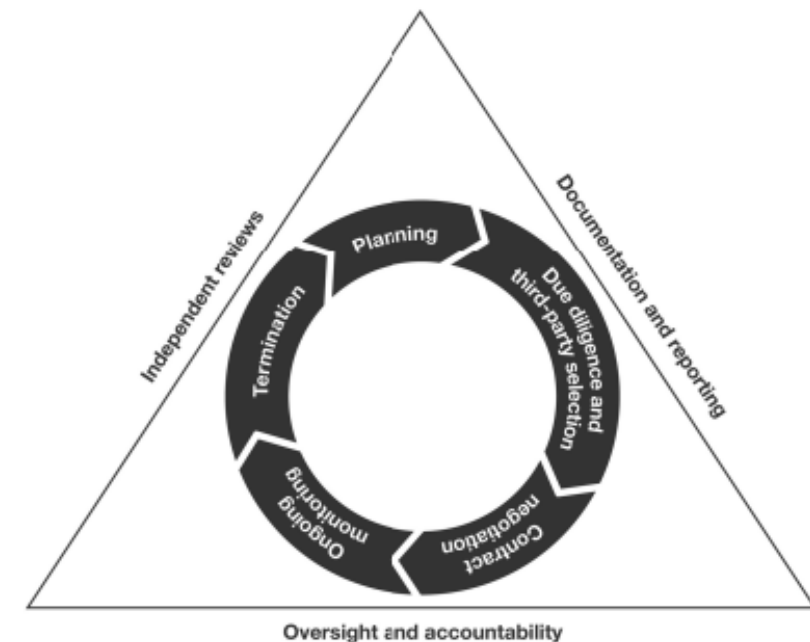 Independent reviews
Documentation and reporting
Planning
Due diligence and
third-party selection
Contract
negotiation
Ongoing
monitoring
Termination
Oversight and accountability